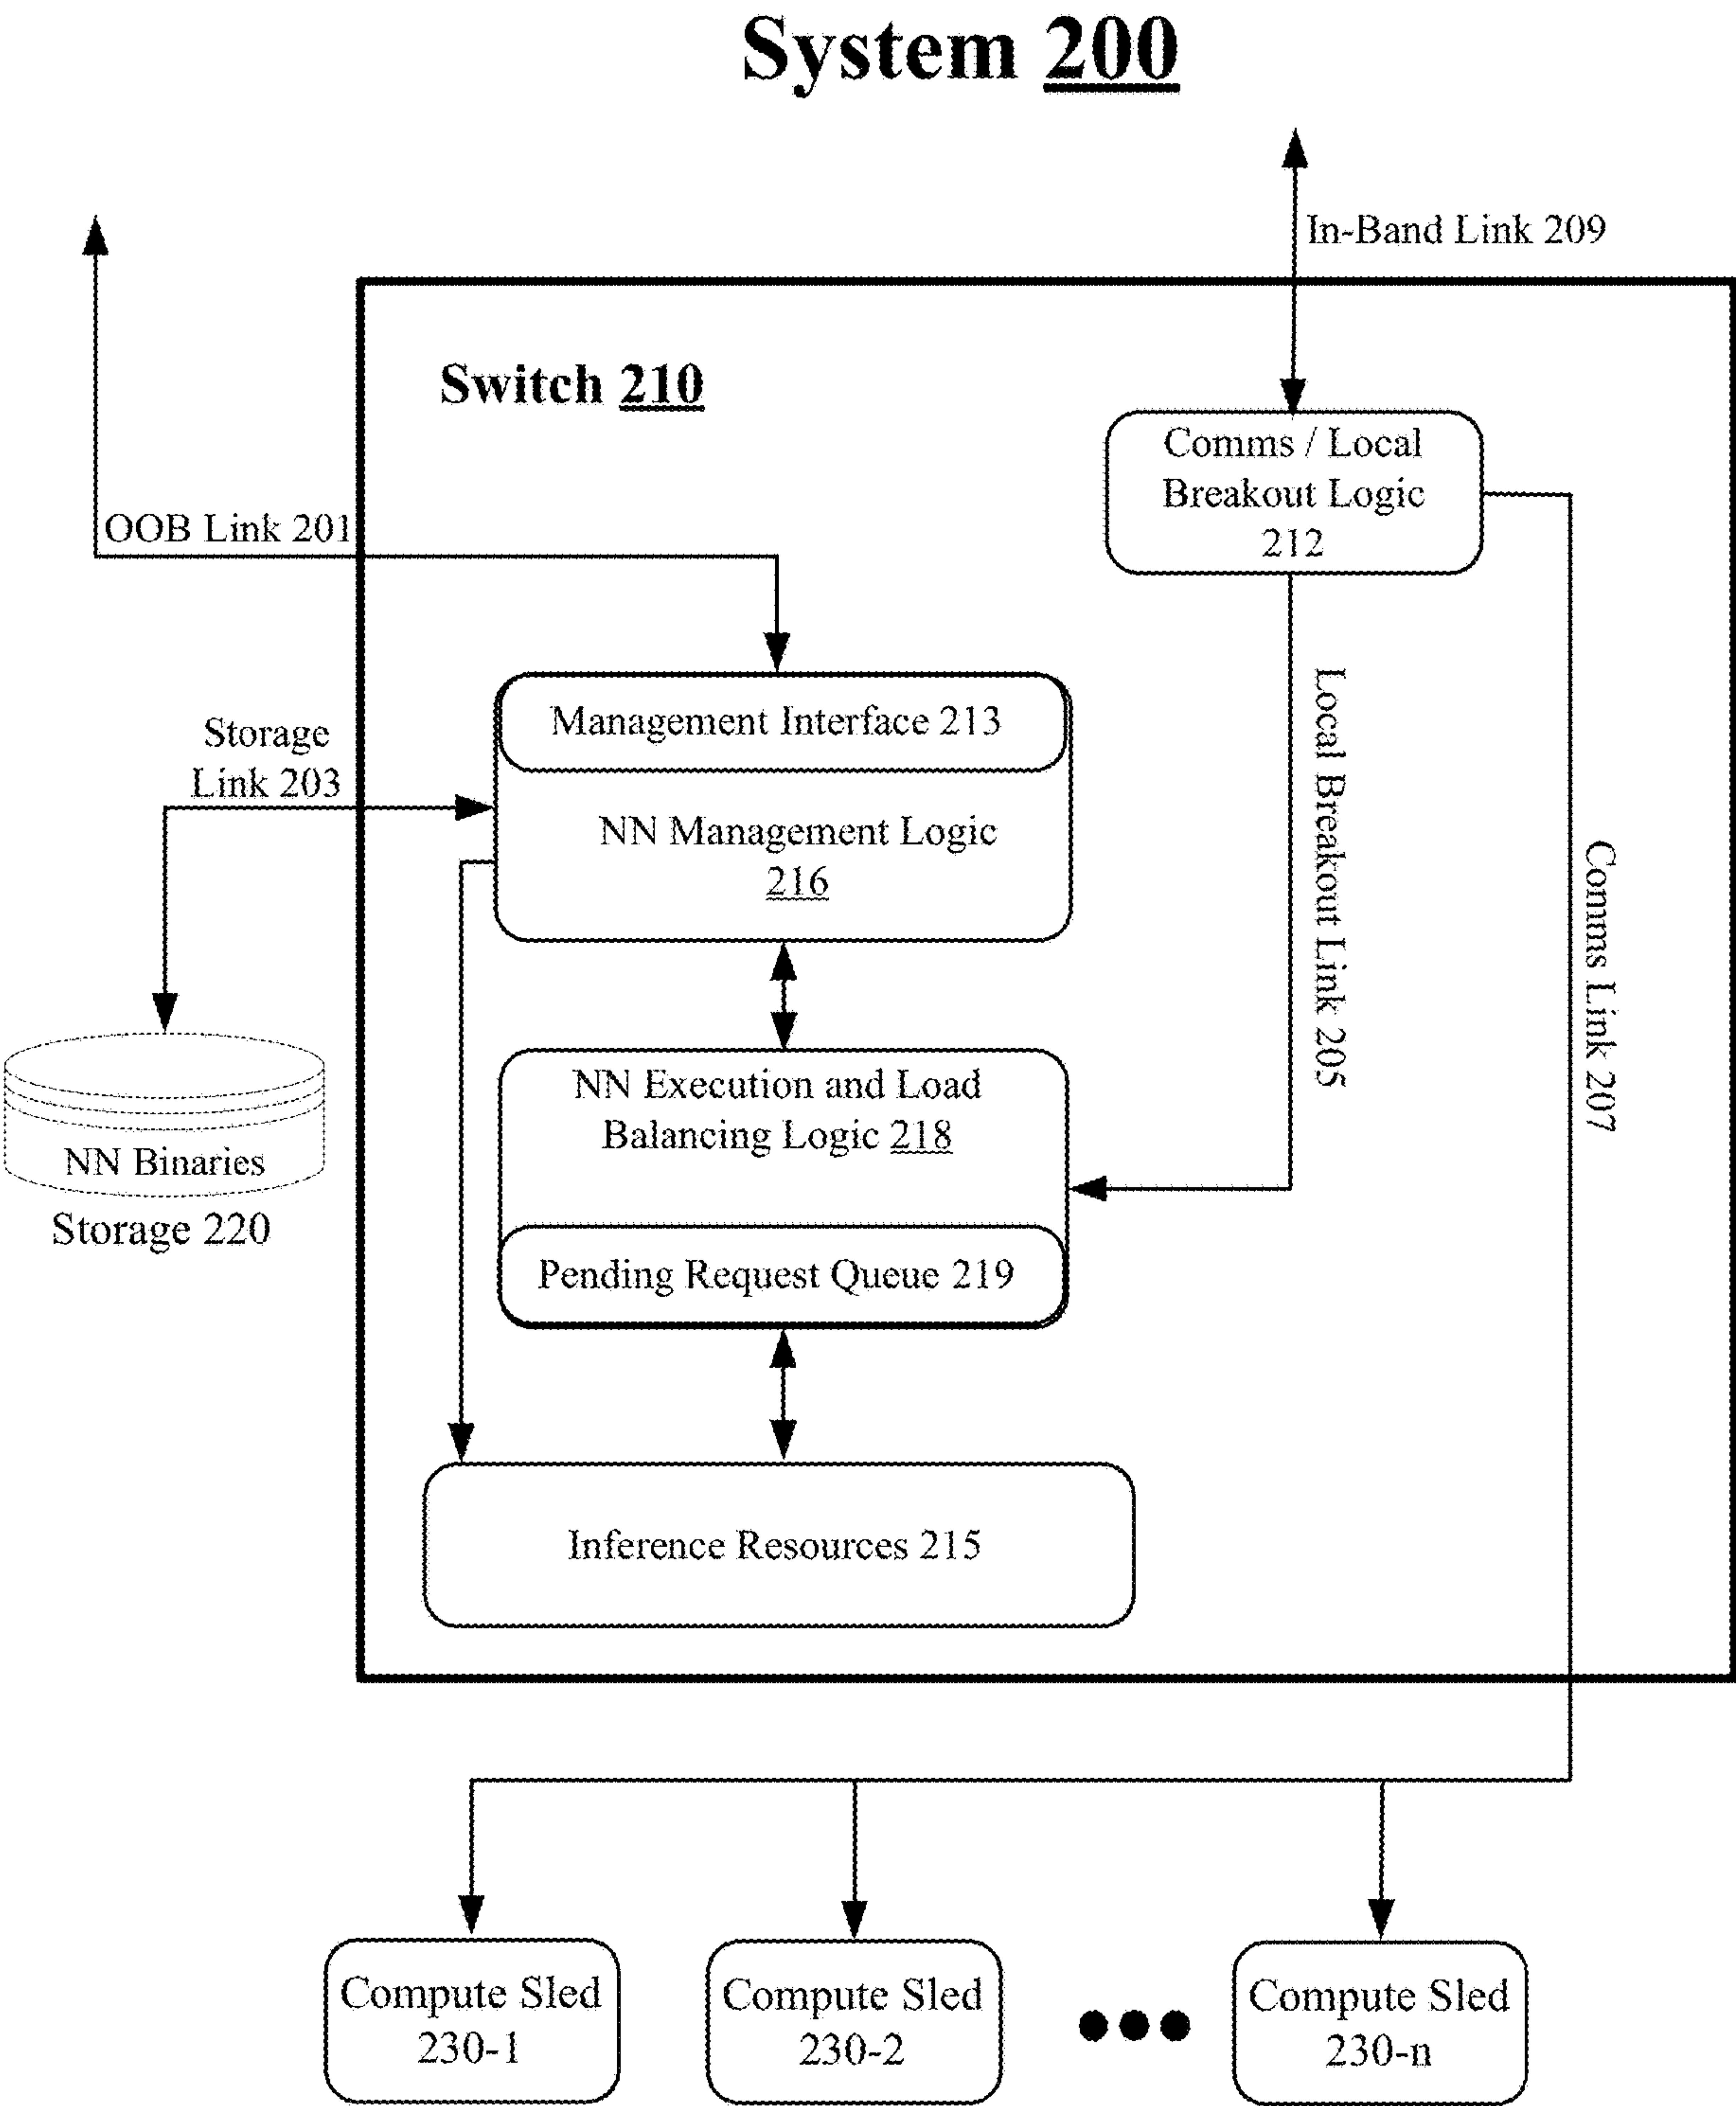 System 200
In-Band Link 209
Switch 210
Comms / Local
Breakout Logic
212
OOB Link 201
Management Interface 213
Storage
Link 203
NN Management Logic
216
Local Breakout Link 205
Comms Link 207
NN Execution and Load
Balancing Logic 218
NN Binaries
Storage 220
Pending Request Queue 219
Inference Resources 215
Compute Sled
230-1
Compute Sled
230-2
Compute Sled
230-n